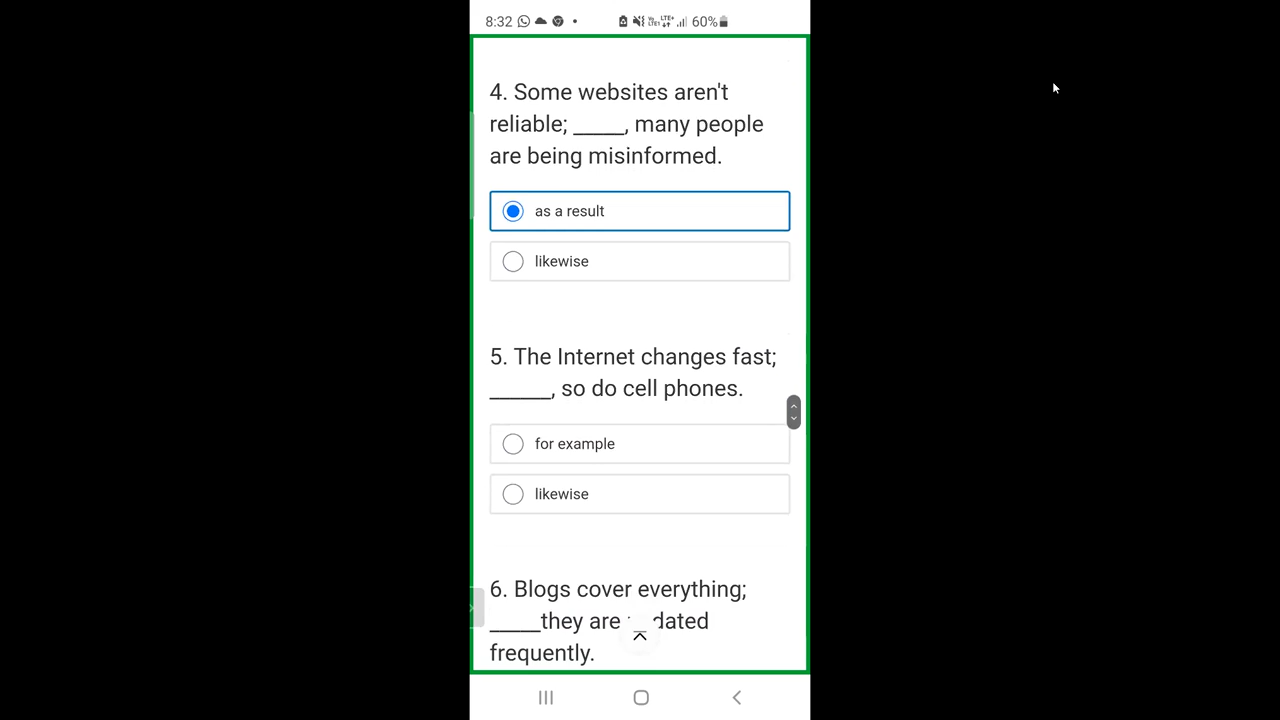 8:32 60%
4. Some websites aren't
reliable; _____, many people
are being misinformed.
as a result
likewise
5. The Internet changes fast;
______, so do cell phones.
for example
likewise
6. Blogs cover everything;
_____they are dated
frequently.